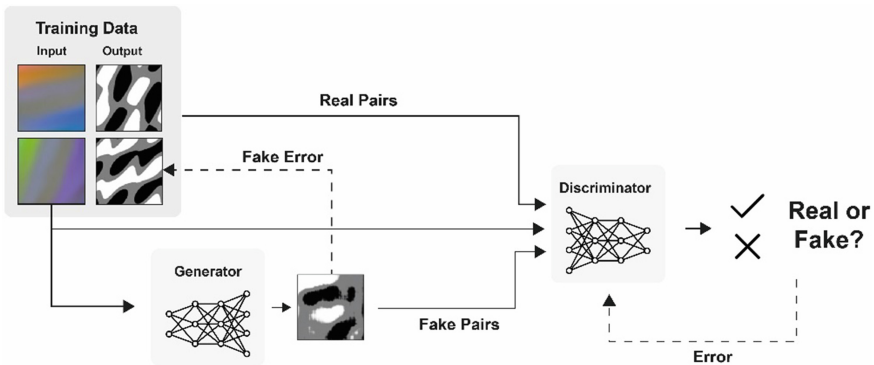 Training Data
Input Output
Real Pairs
Fake Error
Discriminator
Real or
Fake?
Generator
Fake Pairs
Error